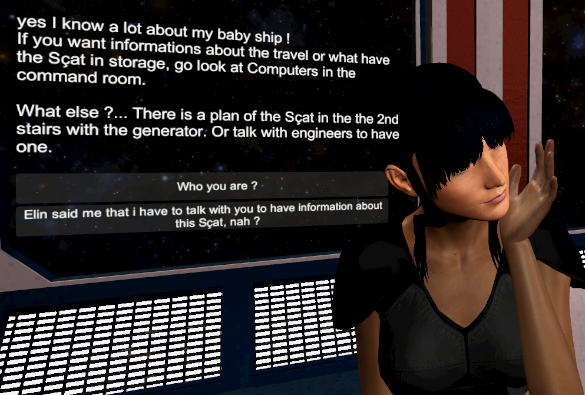 yes I know a lot about my baby ship !
If you want informations about the travel or what have
the Sçat in storage, go look at Computers in the
command room.
What else ?... There is a plan of the Sçat in the the 2nd
stairs with the generator. Or talk with engineers to have
one.
Who you are ?
Elin said me that i have to talk with you to have information about
this Sçat, nah ?